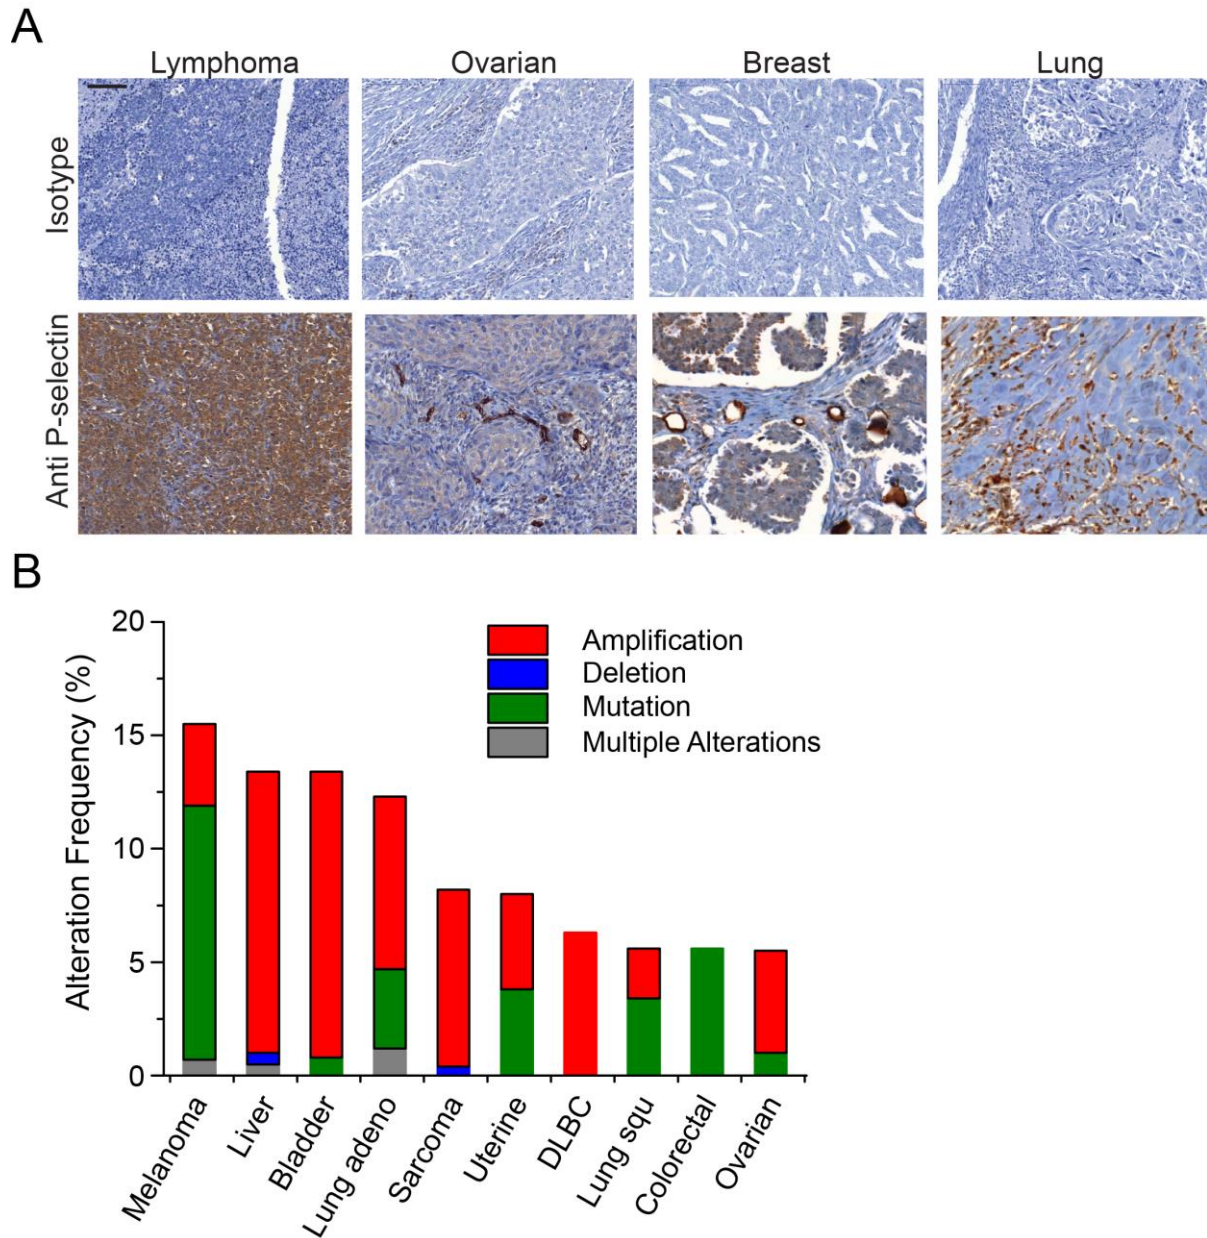 A
Lymphoma Ovarian Breast Lung
Isotype
Anti P-selectin
B
Alteration Frequency (%)
20
15
10
5
0
Amplification
Deletion
Mutation
Multiple Alterations
Melanoma
Liver
Bladder
Lung adeno
Sarcoma
Uterine
DLBC
Lung squ
Colorectal
Ovarian